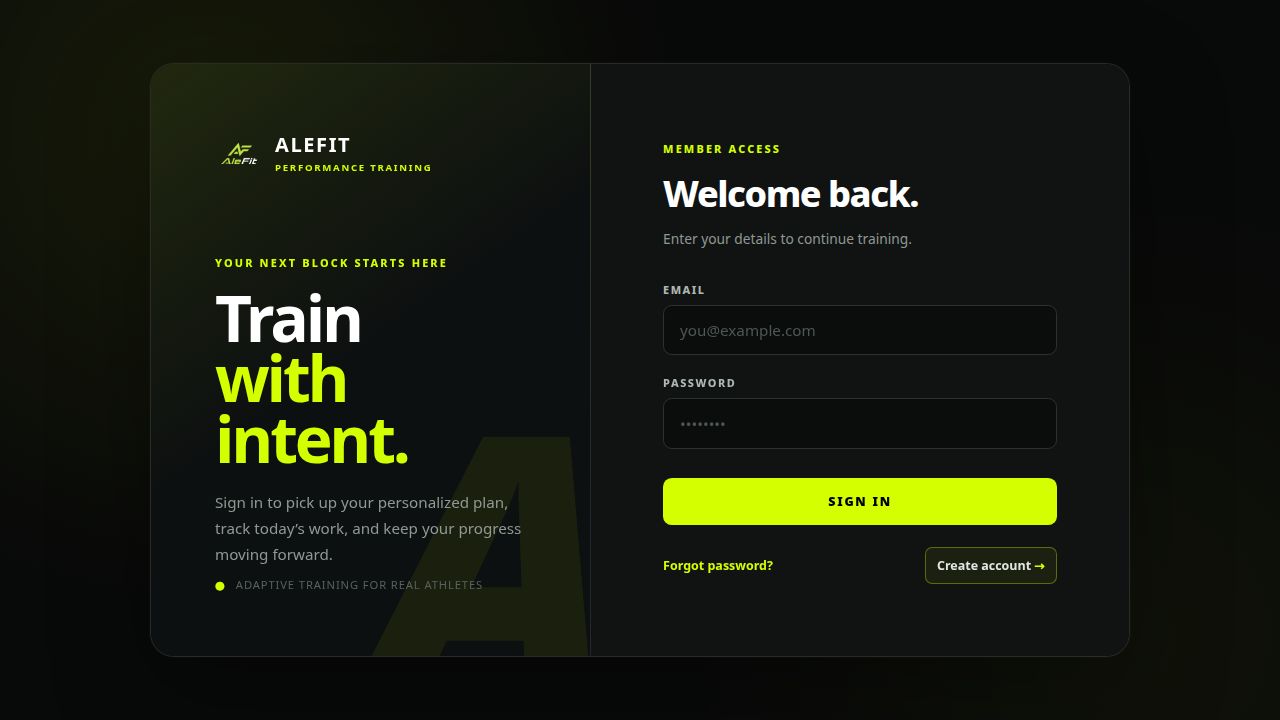 AF
AleFit
ALEFIT
PERFORMANCE TRAINING
YOUR NEXT BLOCK STARTS HERE
Train
with
intent.
Sign in to pick up your personalized plan,
track today’s work, and keep your progress
moving forward.
ADAPTIVE TRAINING FOR REAL ATHLETES
A
MEMBER ACCESS
Welcome back.
Enter your details to continue training.
EMAIL
you@example.com
PASSWORD
••••••••
SIGN IN
Forgot password?
Create account →